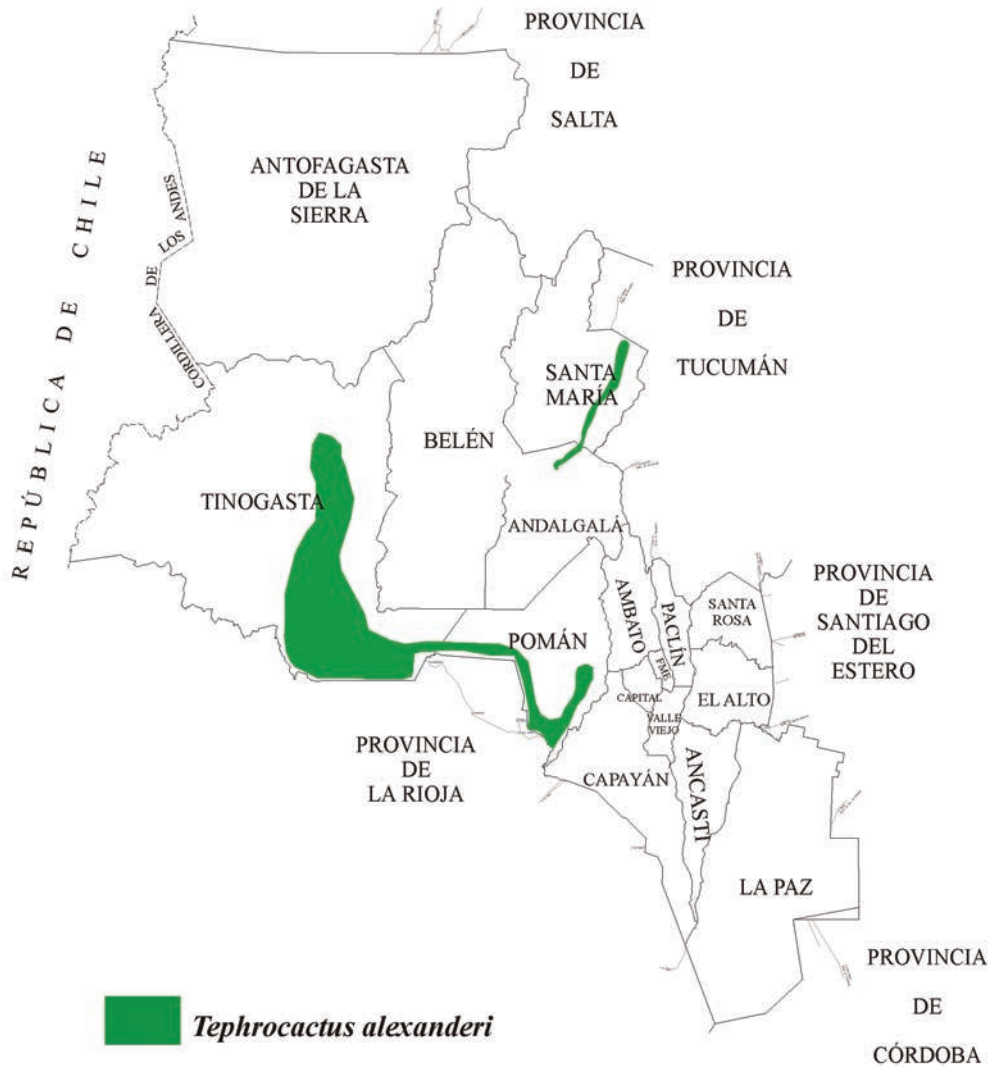 PROVINCIA
DE
SALTA
ANTOFAGASTA
DE LA
SIERRA
REPÚBLICA DE CHILE
CORDILLERA DE LOS ANDES
PROVINCIA
DE
TUCUMÁN
SANTA
MARÍA
BELÉN
TINOGASTA
ANDALGALÁ
PROVINCIA
DE
SANTIAGO
DEL
ESTERO
AMBATO
PACLÍN
SANTA
ROSA
POMÁN
FME
CAPITAL
EL ALTO
VALLE
VIEJO
PROVINCIA
DE
LA RIOJA
CAPAYÁN
ANCASTI
LA PAZ
PROVINCIA
DE
CÓRDOBA
Tephrocactus alexanderi